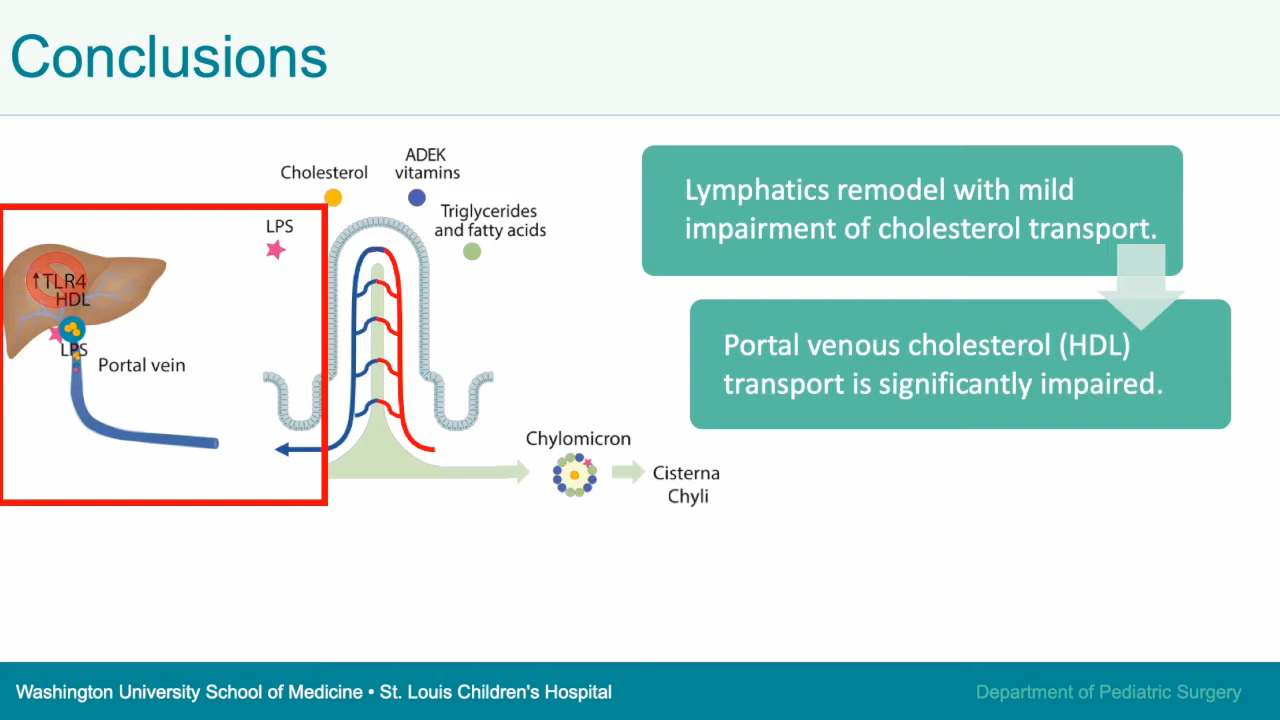 Conclusions
Cholesterol
ADEK
vitamins
Triglycerides
and fatty acids
LPS
↑TLR4
HDL
LPS
Portal vein
Chylomicron
Cisterna
Chyli
Lymphatics remodel with mild
impairment of cholesterol transport.
Portal venous cholesterol (HDL)
transport is significantly impaired.
Washington University School of Medicine • St. Louis Children's Hospital
Department of Pediatric Surgery